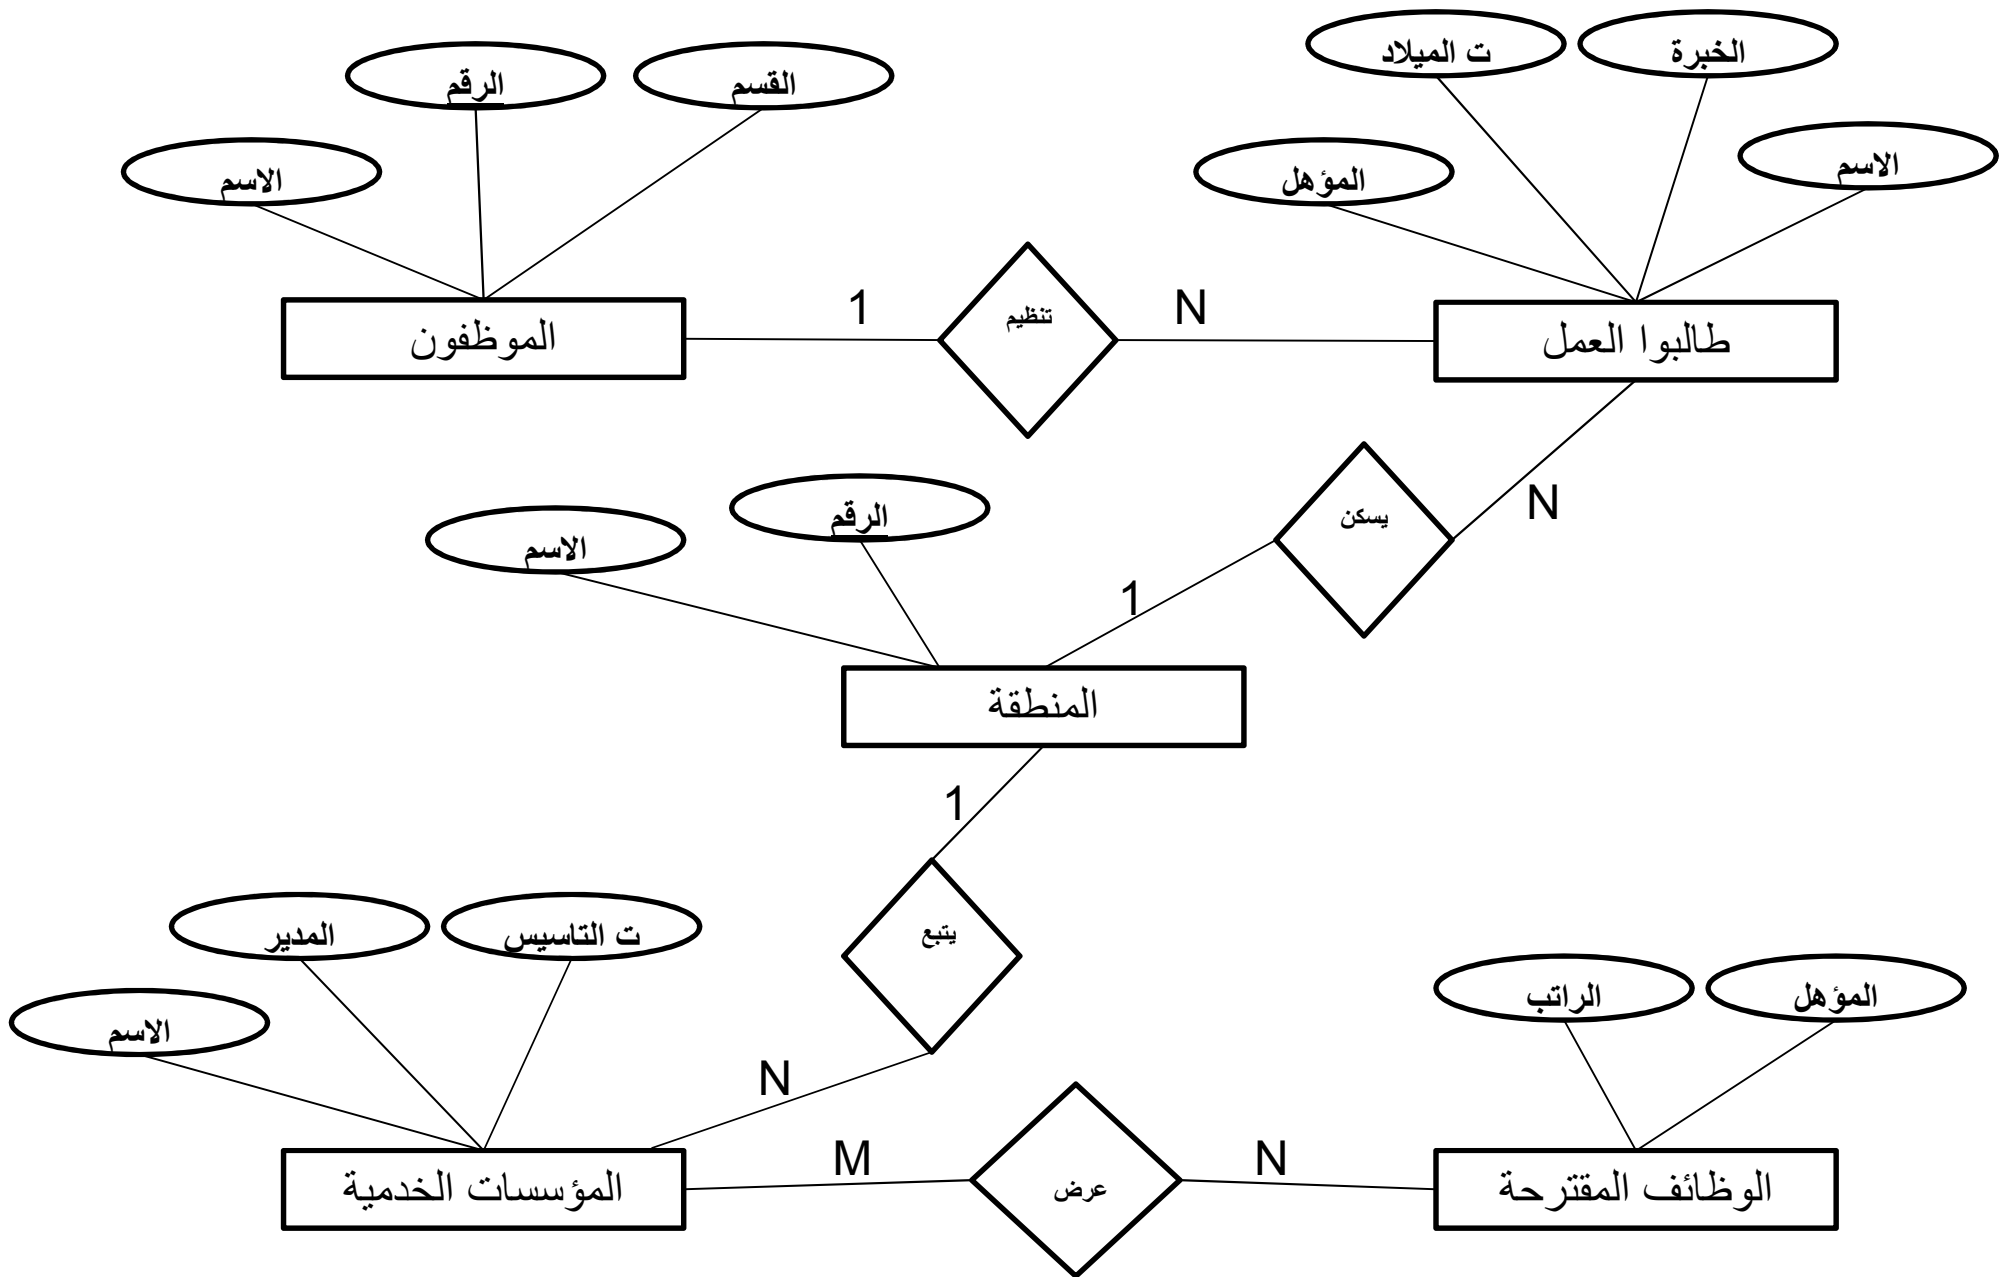 الخبرة
ت الميلاد
القسم
الرقم
الاسم
المؤهل
الاسم
طالبوا العمل
N
تنظيم
1
الموظفون
يسكن
N
الرقم
الاسم
1
المنطقة
1
يتبع
ت التاسيس
المدير
الاسم
المؤهل
الراتب
N
الوظائف المقترحة
N
عرض
M
المؤسسات الخدمية